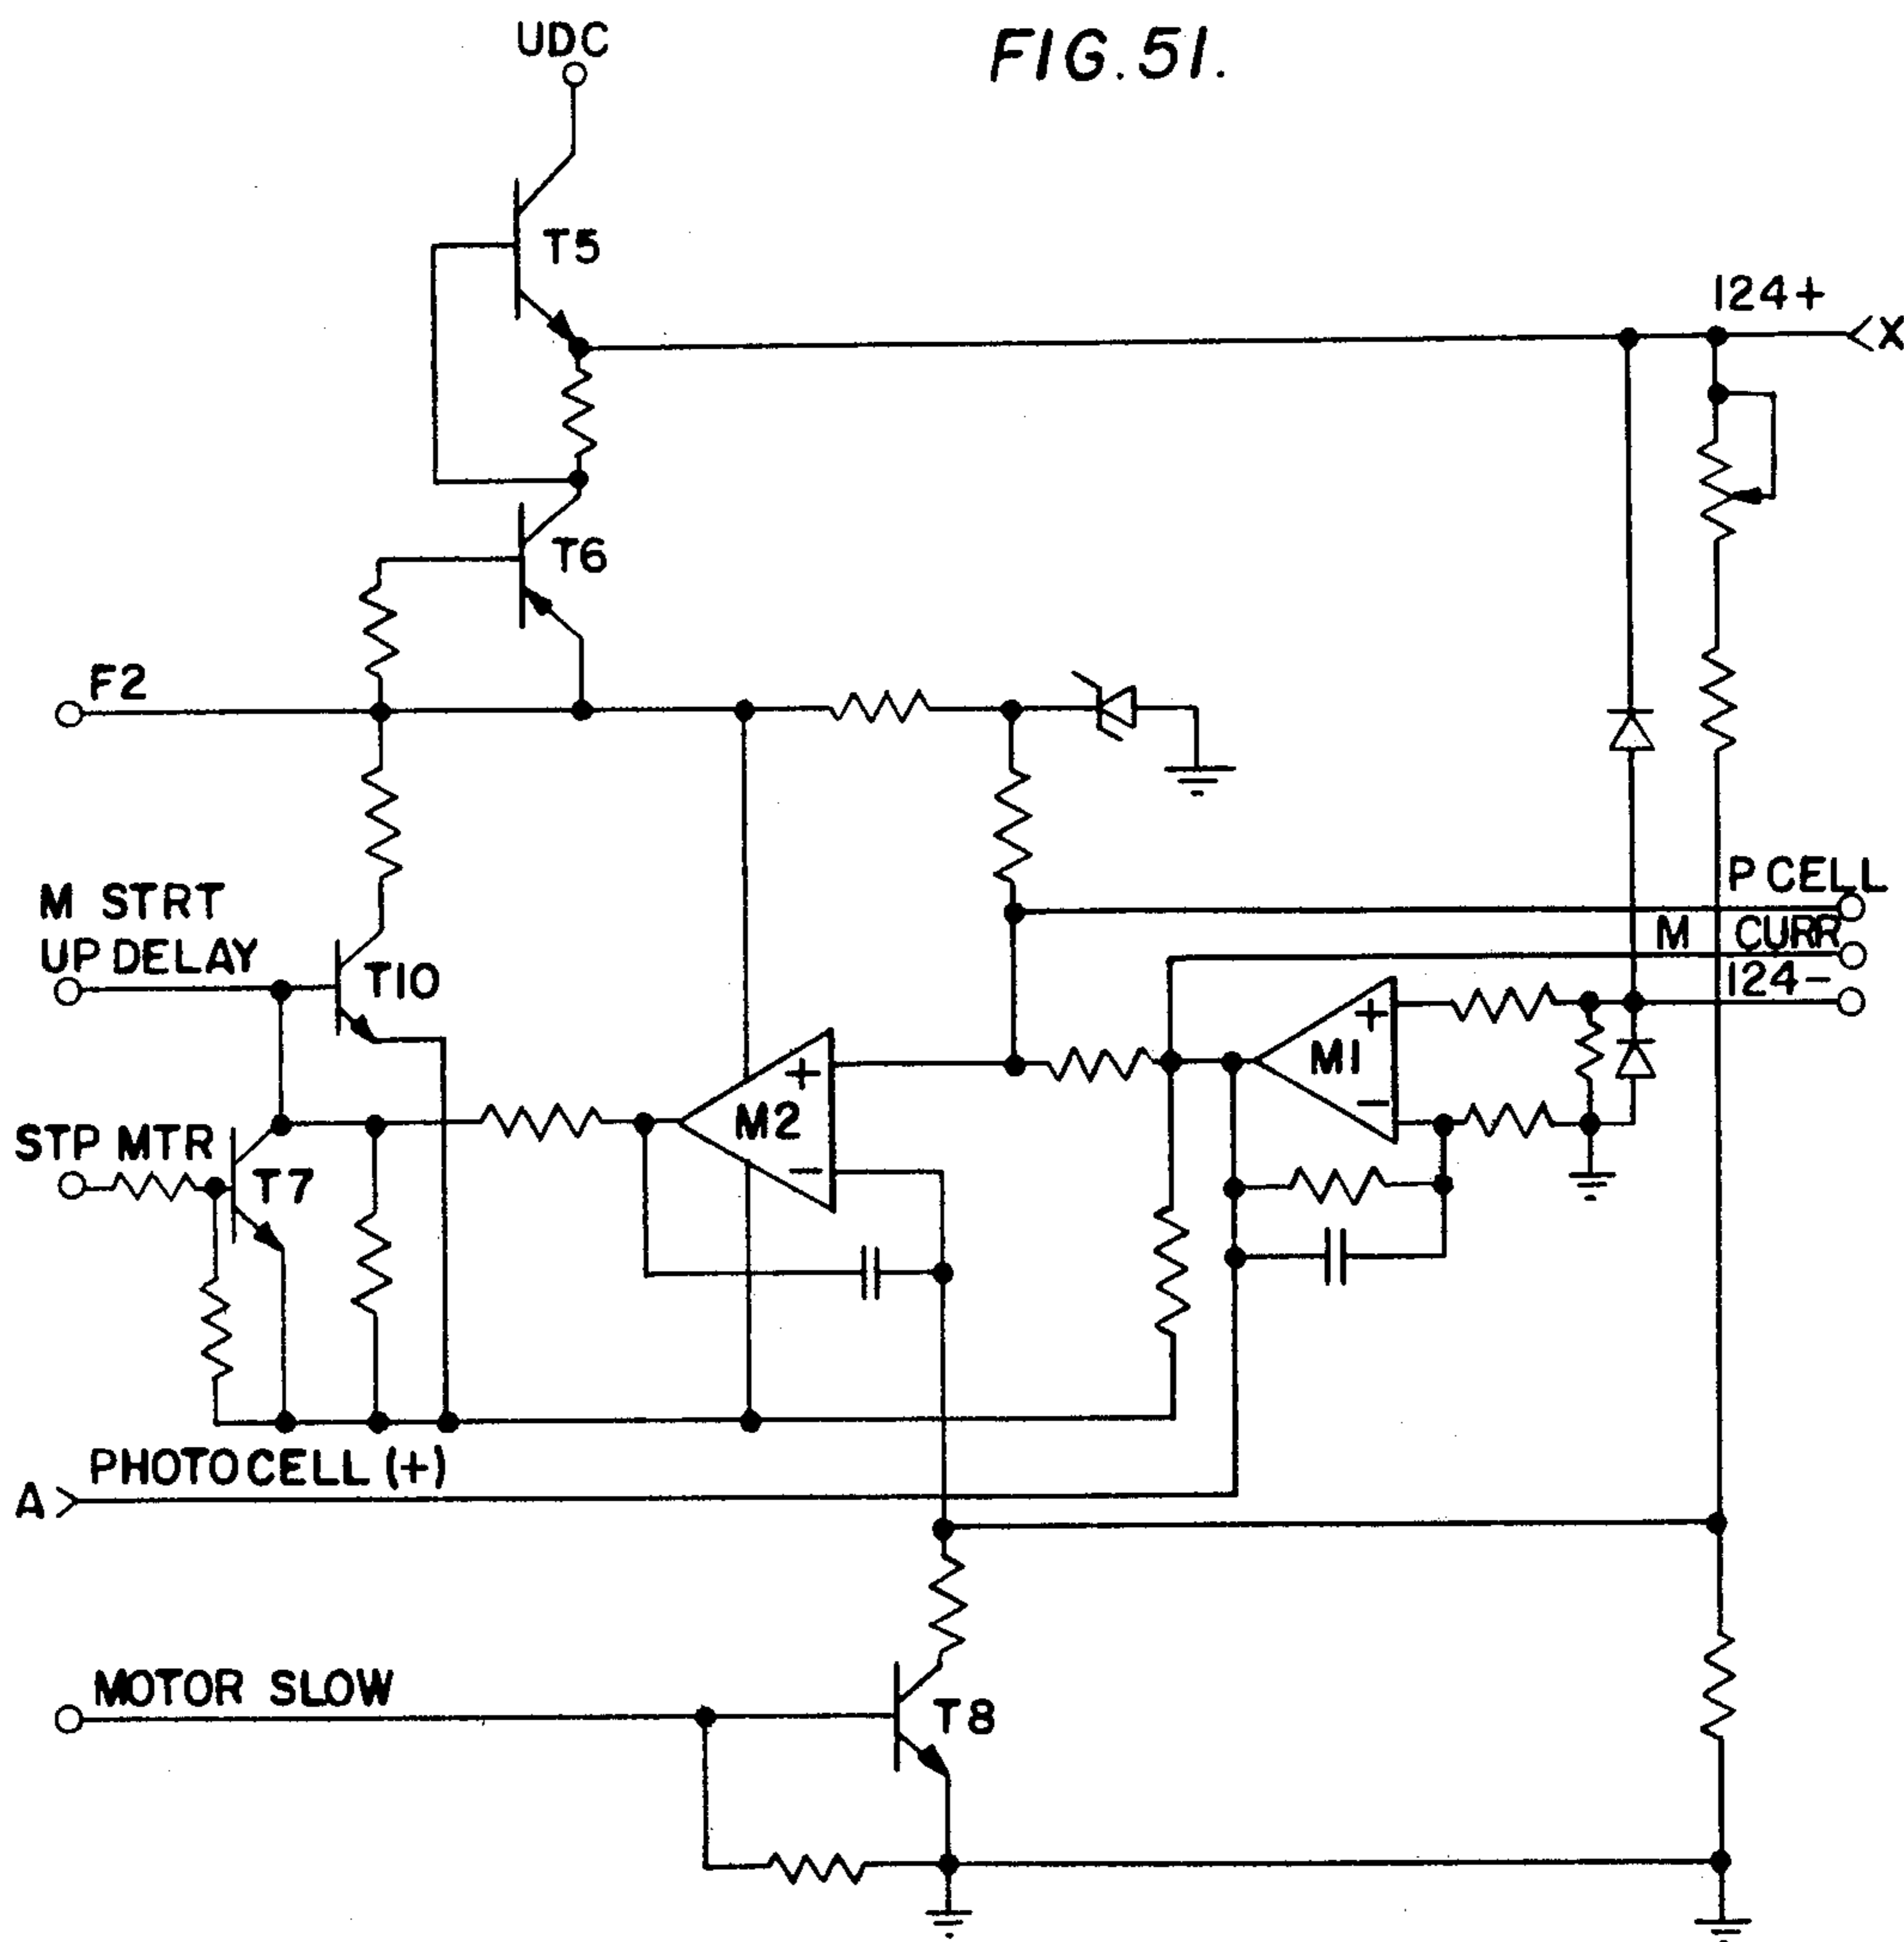 UDC
FIG. 51.
T5
124+
X
T6
F2
P CELL
M STRT
UP DELAY
M CURR
T10
124-
+
M1
-
+
M2
-
STP MTR
T7
PHOTOCELL (+)
A
MOTOR SLOW
T8